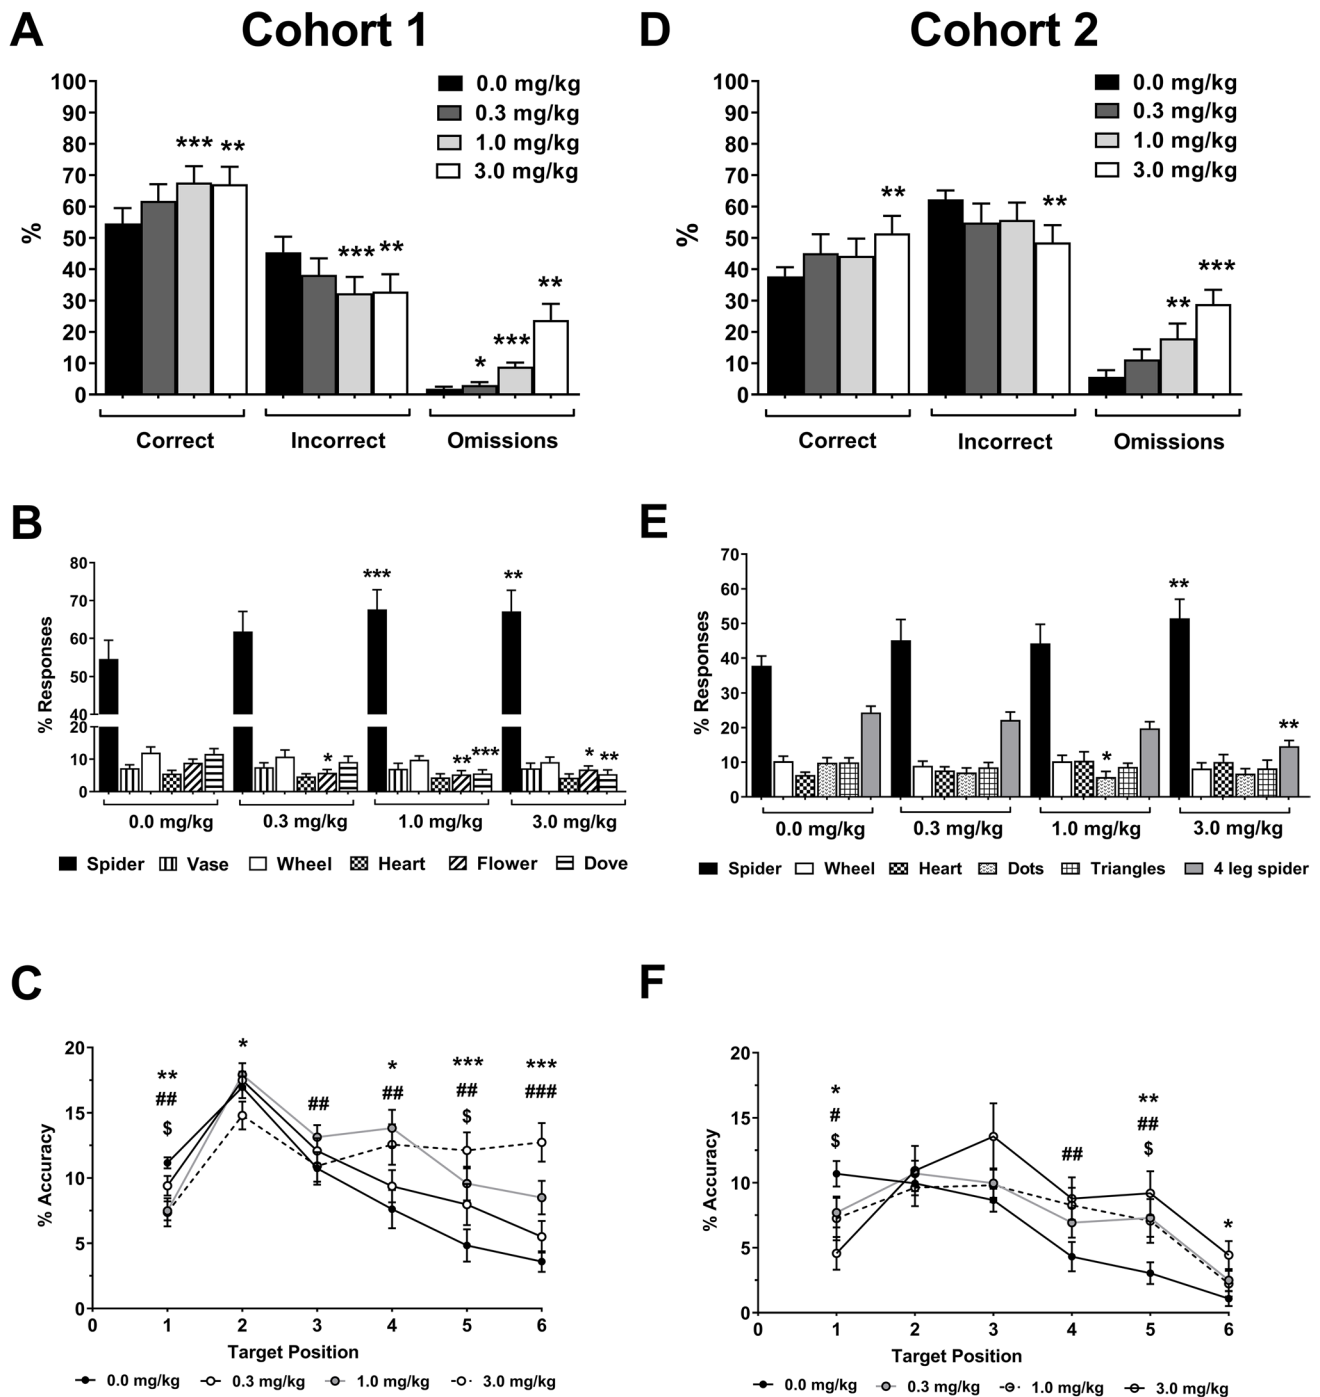 A Cohort 1
100
90
80
70
60
50
40
30
20
10
0
%
0.0 mg/kg
0.3 mg/kg
1.0 mg/kg
3.0 mg/kg
*** **
*** **
* *** **
Correct Incorrect Omissions
D Cohort 2
100
90
80
70
60
50
40
30
20
10
0
%
0.0 mg/kg
0.3 mg/kg
1.0 mg/kg
3.0 mg/kg
**
**
** ***
Correct Incorrect Omissions
B
80
70
60
50
40
20
10
0
% Responses
*** **
* ** *** * **
0.0 mg/kg 0.3 mg/kg 1.0 mg/kg 3.0 mg/kg
Spider Vase Wheel Heart Flower Dove
E
70
60
50
40
30
20
10
0
% Responses
**
* **
0.0 mg/kg 0.3 mg/kg 1.0 mg/kg 3.0 mg/kg
Spider Wheel Heart Dots Triangles 4 leg spider
C
20
15
10
5
0
% Accuracy
** * * *** ***
## ## ## ## ###
$ $
0 1 2 3 4 5 6
Target Position
0.0 mg/kg 0.3 mg/kg 1.0 mg/kg 3.0 mg/kg
F
20
15
10
5
0
% Accuracy
* ** *
# ## ##
$ $
0 1 2 3 4 5 6
Target Position
0.0 mg/kg 0.3 mg/kg 1.0 mg/kg 3.0 mg/kg